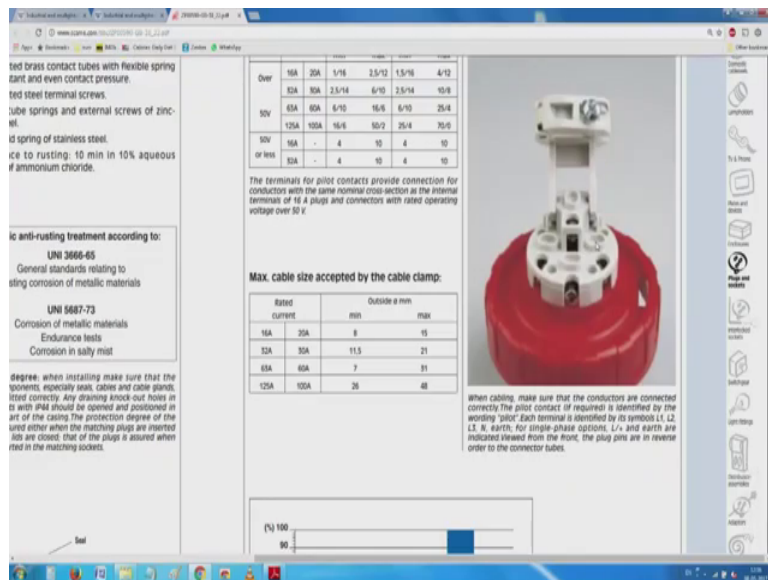 Apps
Bookmarks
WhatsApp
ted brass contact tubes with flexible spring
tant and even contact pressure.
ted steel terminal screws.
ube springs and external screws of zinc-
el.
d spring of stainless steel.
ce to rusting: 10 min in 10% aqueous
f ammonium chloride.
ic anti-rusting treatment according to:
UNI 3666-65
General standards relating to
sting corrosion of metallic materials
UNI 5687-73
Corrosion of metallic materials
Endurance tests
Corrosion in salty mist
degree: when installing make sure that the
ponents, especially seals, cables and cable glands,
itted correctly. Any draining knock-out holes in
ts with IP44 should be opened and positioned in
art of the casing.The protection degree of the
ured either when the matching plugs are inserted
lids are closed; that of the plugs is assured when
rted in the matching sockets.
Seal
Over 16A 20A 1/16 2,5/12 1,5/16 4/12
32A 30A 2,5/14 6/10 2,5/14 10/8
50V 63A 60A 6/10 16/6 6/10 25/4
125A 100A 16/6 50/2 25/4 70/0
50V 16A - 4 10 4 10
or less 32A - 4 10 4 10
The terminals for pilot contacts provide connection for
conductors with the same nominal cross-section as the internal
terminals of 16 A plugs and connectors with rated operating
voltage over 50 V.
Max. cable size accepted by the cable clamp:
Rated Outside ø mm
current min max
16A 20A 8 15
32A 30A 11,5 21
63A 60A 7 31
125A 100A 26 48
(%) 100
90
When cabling, make sure that the conductors are connected
correctly.The pilot contact (if required) is identified by the
wording "pilot".Each terminal is identified by its symbols L1, L2,
L3, N, earth; for single-phase options, L/+ and earth are
indicated.Viewed from the front, the plug pins are in reverse
order to the connector tubes.
Plugs and
sockets
Switchgear
Light fittings
Distribution
assemblies
Adaptors